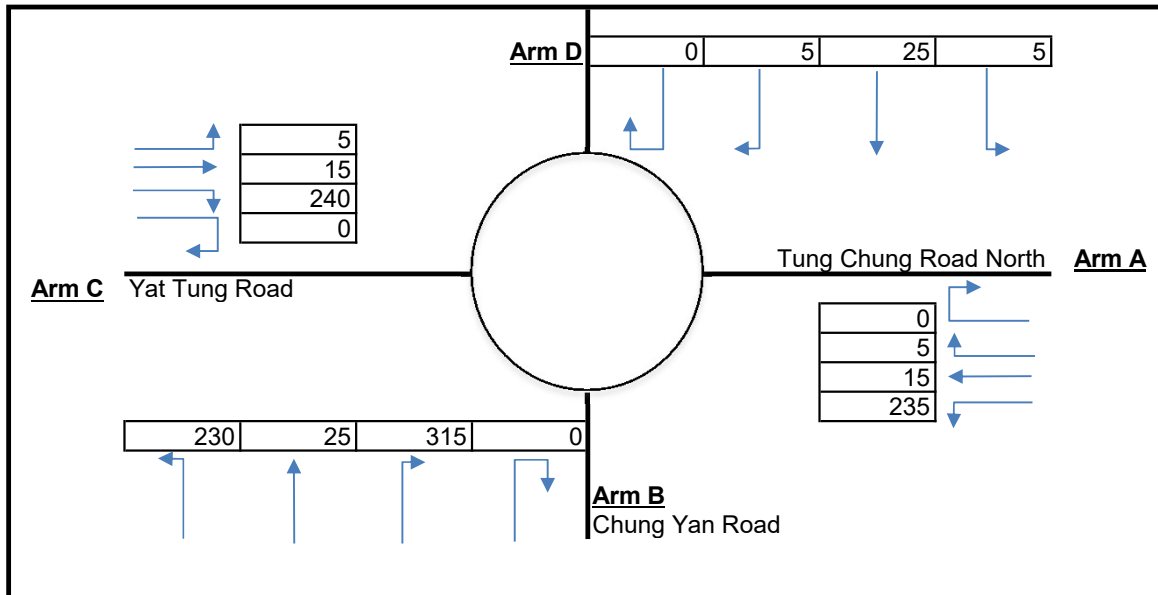 Arm D
0 5 25 5
5
15
240
0
Tung Chung Road North Arm A
Arm C Yat Tung Road
0
5
15
235
230 25 315 0
Arm B
Chung Yan Road